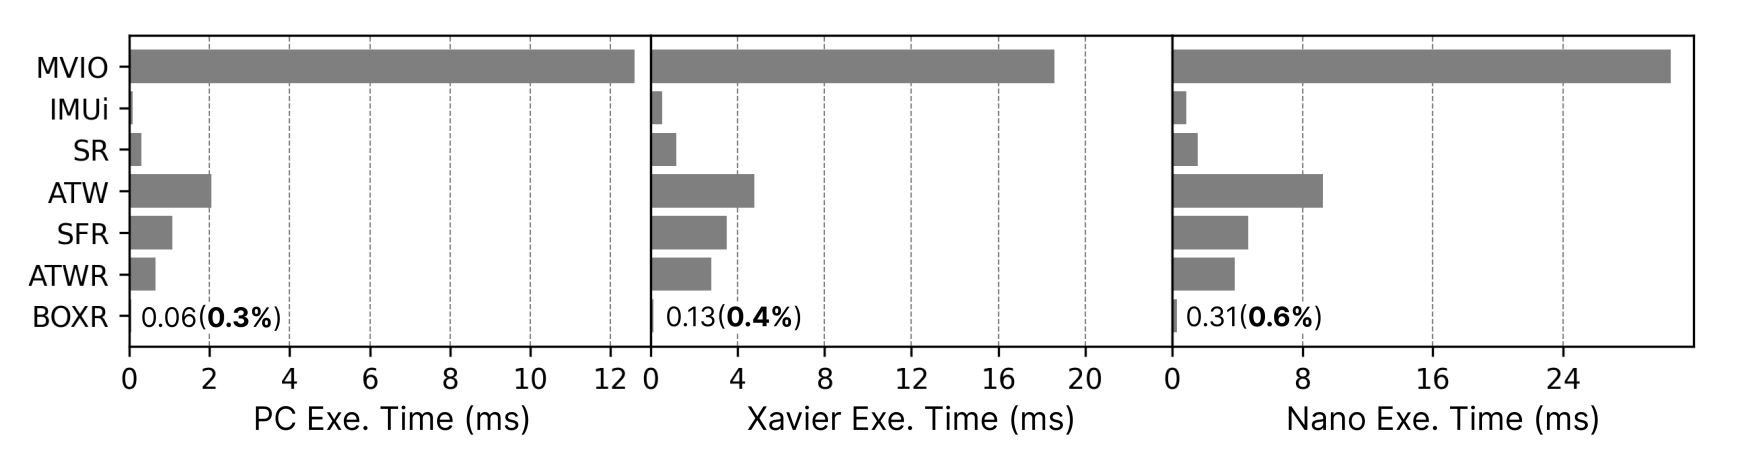 MVIO
IMUi
SR
ATW
SFR
ATWR
BOXR 0.06(0.3%) 0.13(0.4%) 0.31(0.6%)
0 2 4 6 8 10 12 0 4 8 12 16 20 0 8 16 24
PC Exe. Time (ms) Xavier Exe. Time (ms) Nano Exe. Time (ms)